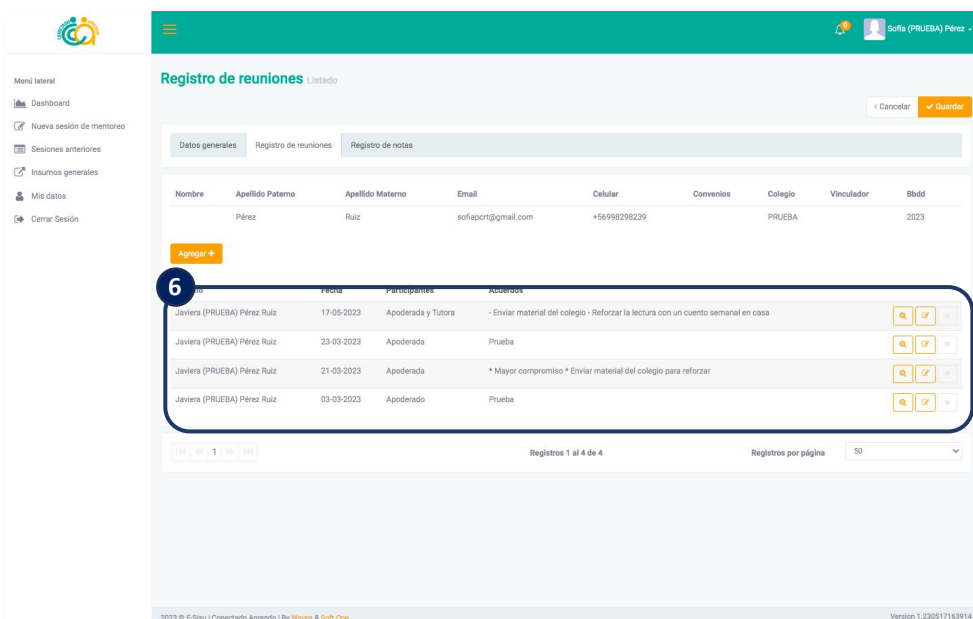 0
Sofía (PRUEBA) Pérez
Menú lateral
Dashboard
Nueva sesión de mentoreo
Sesiones anteriores
Insumos generales
Mis datos
Cerrar Sesión
Registro de reuniones Listado
< Cancelar ✔ Guardar
Datos generales Registro de reuniones Registro de notas
Nombre Apellido Paterno Apellido Materno Email Celular Convenios Colegio Vinculador Bbdd
Pérez Ruiz sofiaport@gmail.com +56998298239 PRUEBA 2023
Agregar +
6
Fecha Participantes Acuerdos
Javiera (PRUEBA) Pérez Ruiz 17-05-2023 Apoderada y Tutora - Enviar material del colegio - Reforzar la lectura con un cuento semanal en casa
Javiera (PRUEBA) Pérez Ruiz 23-03-2023 Apoderada Prueba
Javiera (PRUEBA) Pérez Ruiz 21-03-2023 Apoderada * Mayor compromiso * Enviar material del colegio para reforzar
Javiera (PRUEBA) Pérez Ruiz 03-03-2023 Apoderado Prueba
1 Registros 1 al 4 de 4 Registros por página 50
2023 © E-Sisu | Conectado Aprendo | By Waves & Soft One Version 1.230517163914